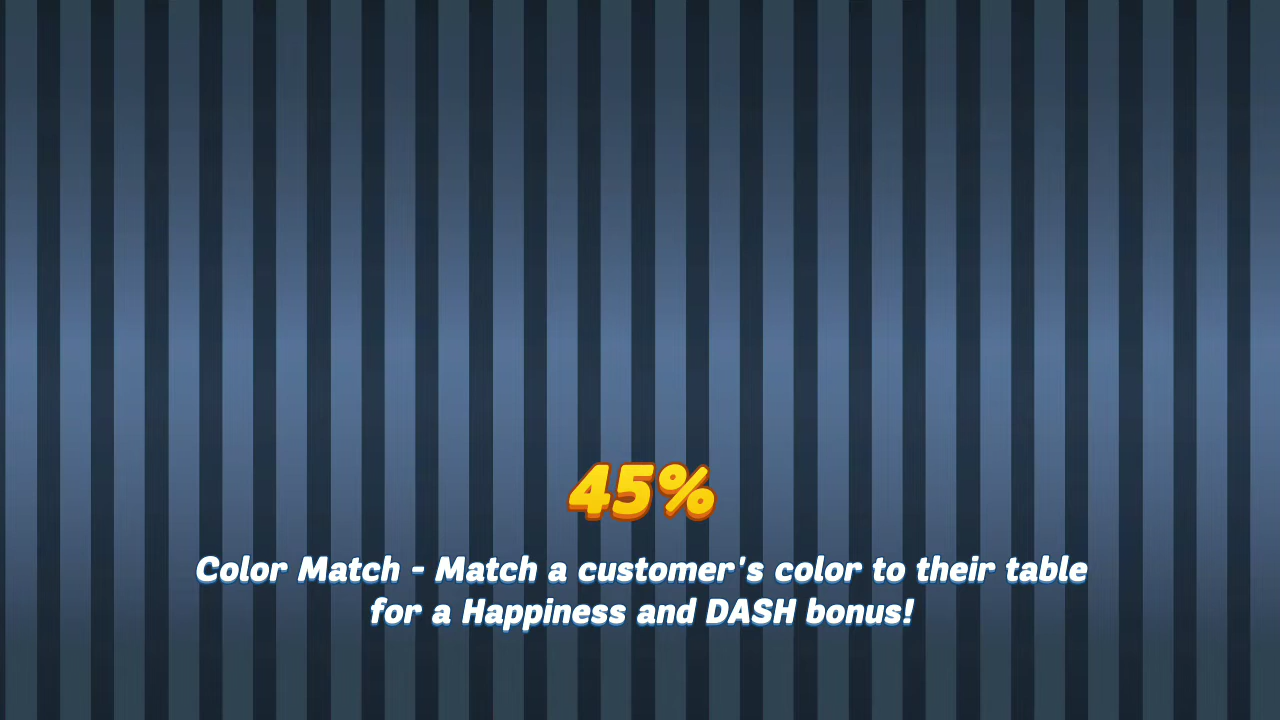 45%
Color Match - Match a customer's color to their table
for a Happiness and DASH bonus!